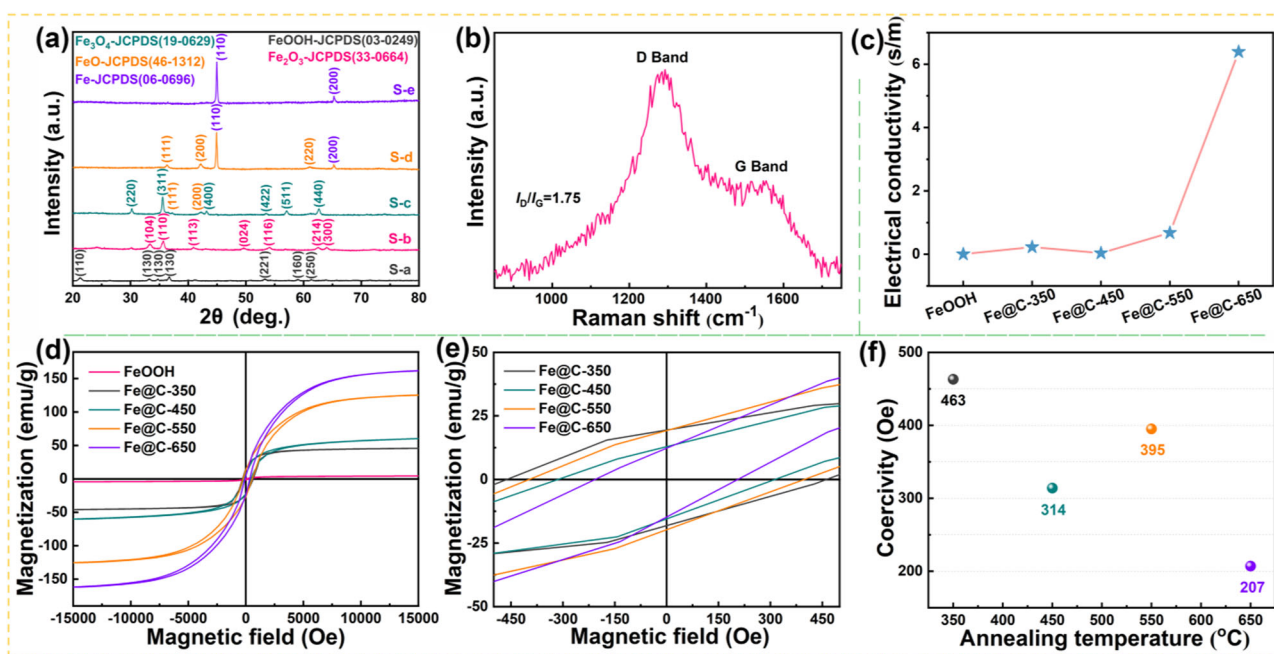 (a)
Fe₃O₄-JCPDS(19-0629)
FeOOH-JCPDS(03-0249)
FeO-JCPDS(46-1312)
Fe₂O₃-JCPDS(33-0664)
Fe-JCPDS(06-0696)
(110)
(200)
S-e
(111)
(200)
(110)
(220)
(200)
S-d
(220)
(311)
(111)
(200)
(400)
(422)
(511)
(440)
S-c
(104)
(110)
(113)
(024)
(116)
(214)
(300)
S-b
(110)
(130)
(130)
(130)
(221)
(160)
(250)
S-a
Intensity (a.u.)
20 30 40 50 60 70 80
2θ (deg.)
(b)
D Band
G Band
I_D/I_G=1.75
Intensity (a.u.)
1000 1200 1400 1600
Raman shift (cm⁻¹)
(c)
Electrical conductivity (s/m)
6
4
2
0
FeOOH Fe@C-350 Fe@C-450 Fe@C-550 Fe@C-650
(d)
FeOOH
Fe@C-350
Fe@C-450
Fe@C-550
Fe@C-650
Magnetization (emu/g)
150
100
50
0
-50
-100
-150
-15000 -10000 -5000 0 5000 10000 15000
Magnetic field (Oe)
(e)
Fe@C-350
Fe@C-450
Fe@C-550
Fe@C-650
Magnetization (emu/g)
50
25
0
-25
-50
-450 -300 -150 0 150 300 450
Magnetic field (Oe)
(f)
Coercivity (Oe)
500
400
300
200
463
314
395
207
350 400 450 500 550 600 650
Annealing temperature (°C)